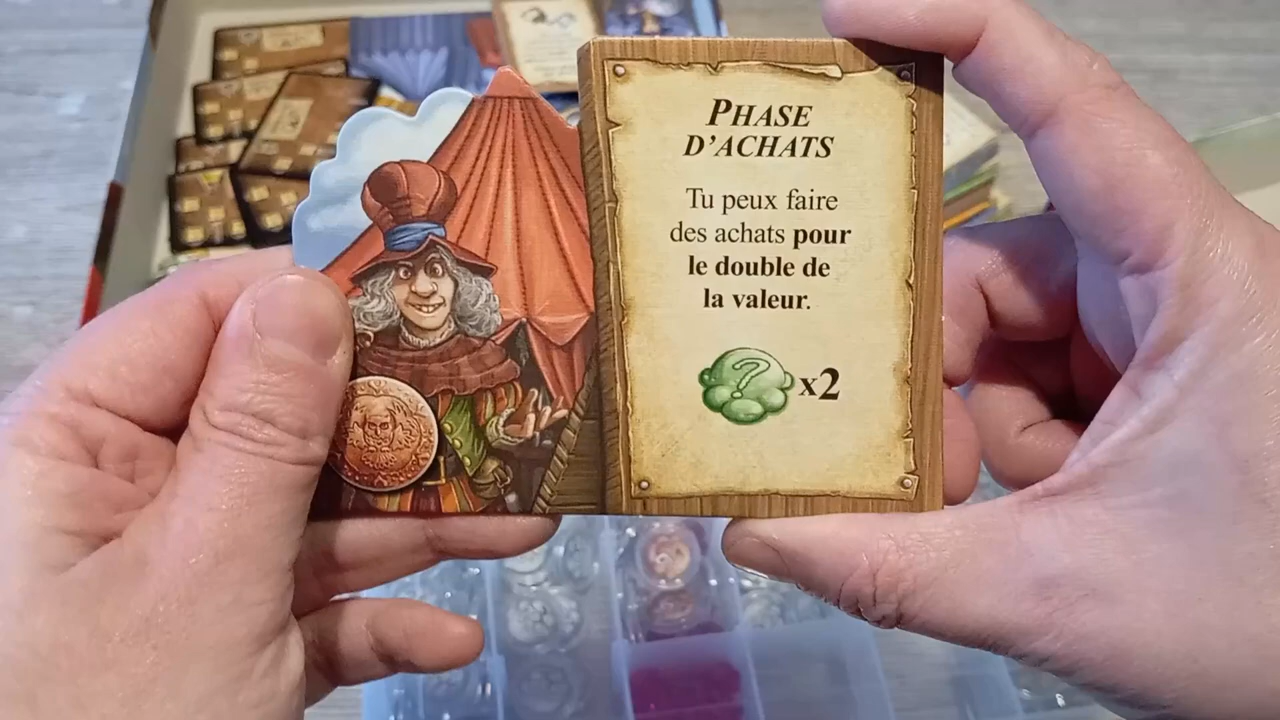 PHASE
D'ACHATS
Tu peux faire
des achats pour
le double de
la valeur.
? x2